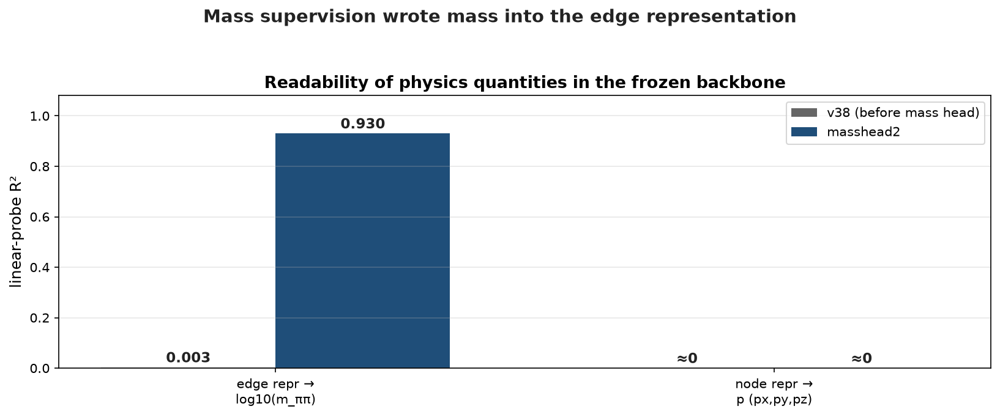 Mass supervision wrote mass into the edge representation
Readability of physics quantities in the frozen backbone
v38 (before mass head)
masshead2
linear-probe R²
1.0
0.8
0.6
0.4
0.2
0.0
0.930
0.003
≈0
≈0
edge repr →
log10(m_ππ)
node repr →
p (px,py,pz)